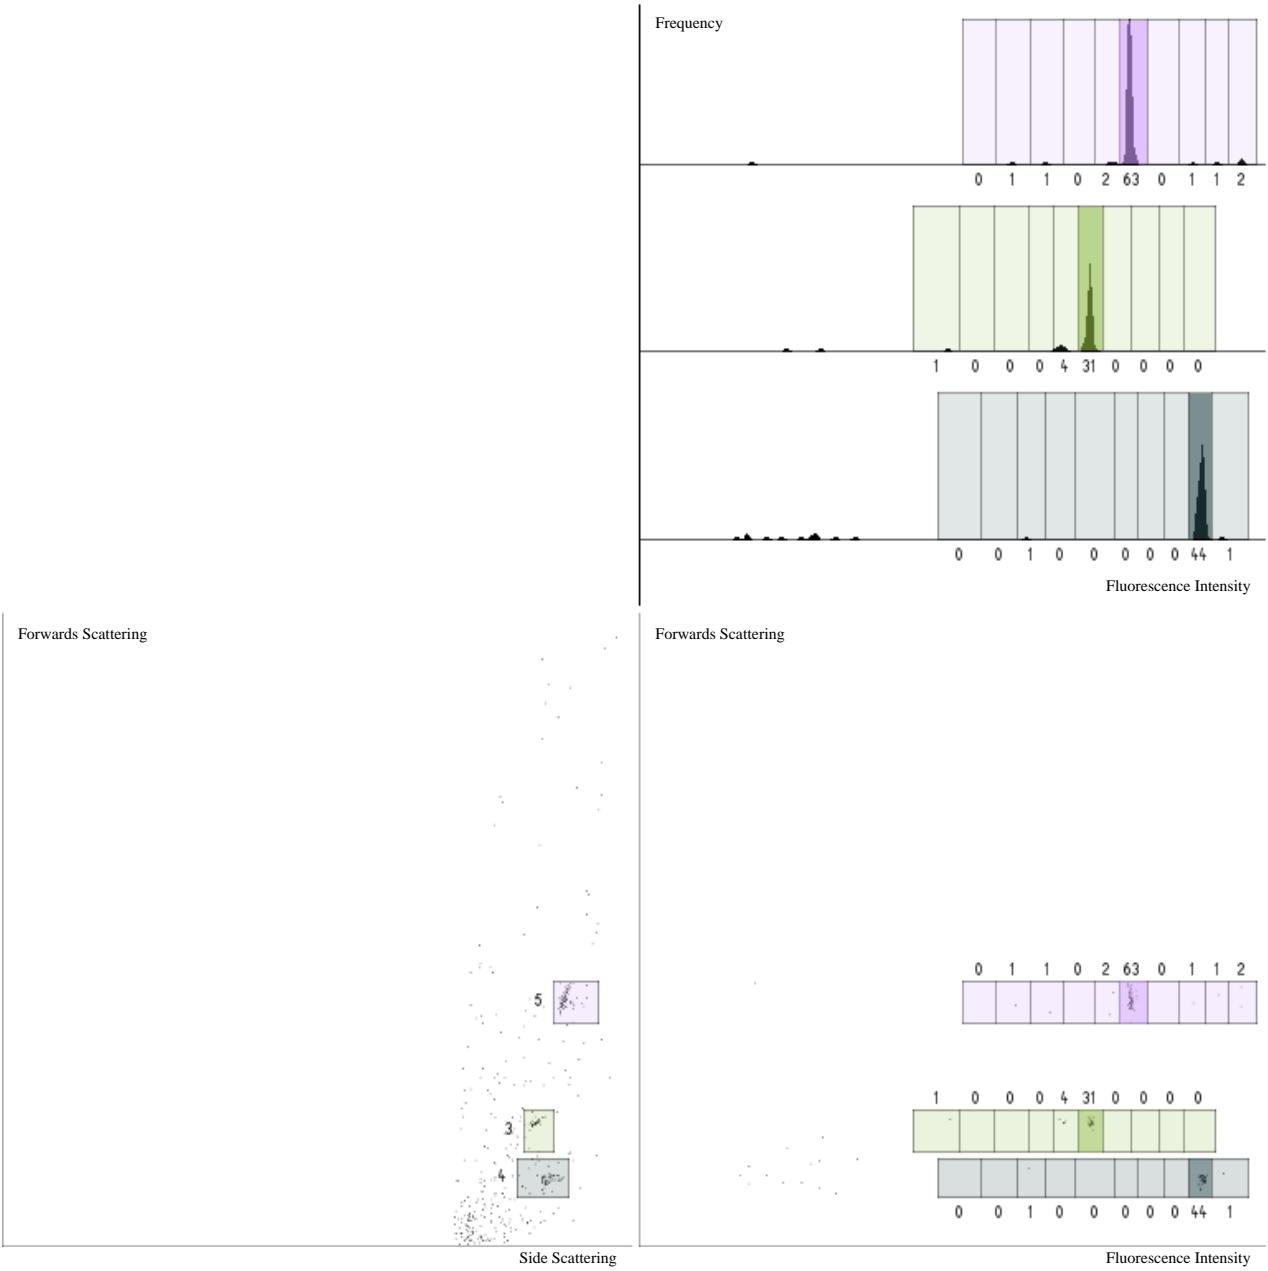 Frequency
0 1 1 0 2 63 0 1 1 2
1 0 0 0 4 31 0 0 0 0
0 0 1 0 0 0 0 0 44 1
Fluorescence Intensity
Forwards Scattering
5
3
4
Side Scattering
Forwards Scattering
0 1 1 0 2 63 0 1 1 2
1 0 0 0 4 31 0 0 0 0
0 0 1 0 0 0 0 0 44 1
Fluorescence Intensity